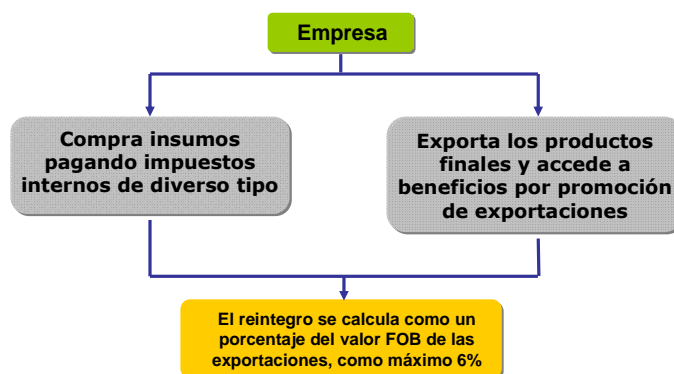 Empresa
Compra insumos
pagando impuestos
internos de diverso tipo
Exporta los productos
finales y accede a
beneficios por promoción
de exportaciones
El reintegro se calcula como un
porcentaje del valor FOB de las
exportaciones, como máximo 6%